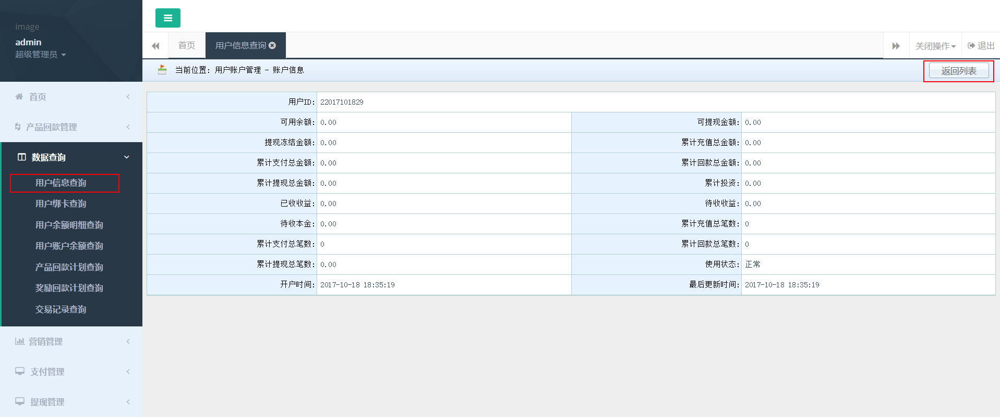 image
admin
超级管理员
首页
产品回款管理
数据查询
用户信息查询
用户绑卡查询
用户余额明细查询
用户账户余额查询
产品回款计划查询
奖励回款计划查询
交易记录查询
营销管理
支付管理
提现管理
首页 用户信息查询 关闭操作 退出
当前位置：用户账户管理 - 账户信息 返回列表
用户ID： 22017101829
可用余额： 0.00 可提现金额： 0.00
提现冻结金额： 0.00 累计充值总金额： 0.00
累计支付总金额： 0.00 累计回款总金额： 0.00
累计提现总金额： 0.00 累计投资： 0.00
已收收益： 0.00 待收收益： 0.00
待收本金： 0.00 累计充值总笔数： 0
累计支付总笔数： 0 累计回款总笔数： 0
累计提现总笔数： 0.00 使用状态： 正常
开户时间： 2017-10-18 18:35:19 最后更新时间： 2017-10-18 18:35:19